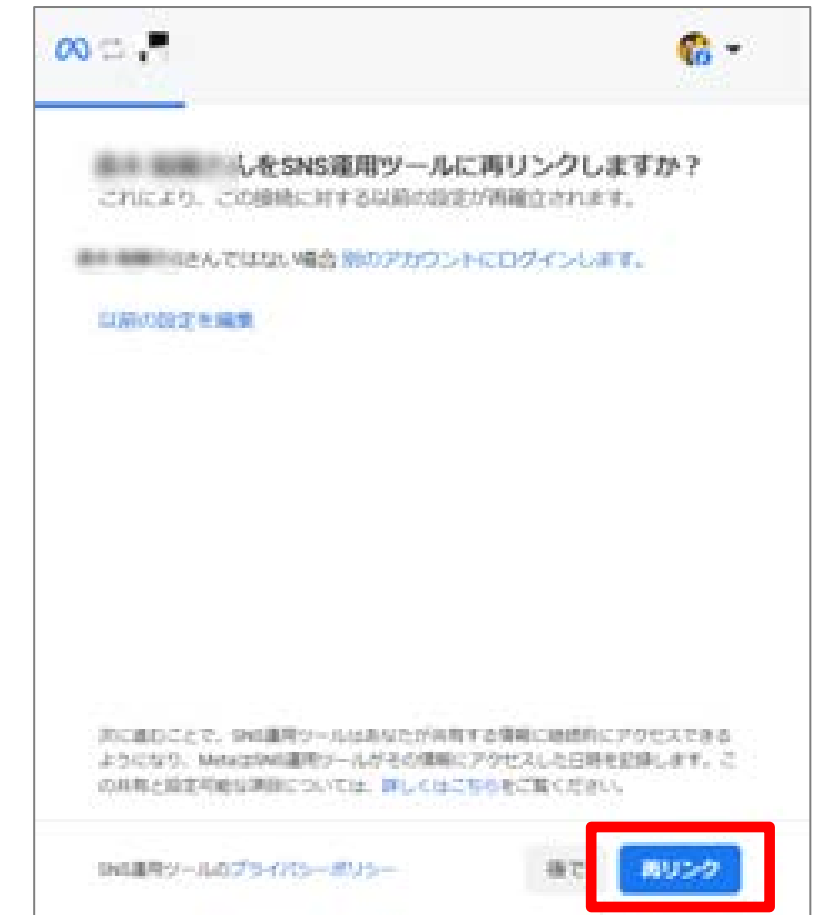 んをSNS運用ツールに再リンクしますか？
これにより、この接続に対する以前の設定が再確立されます。
さんではない場合 別のアカウントにログインします。
以前の設定を編集
次に進むことで、SNS運用ツールはあなたが共有する情報に継続的にアクセスできる
ようになり、MetaはSNS運用ツールがその情報にアクセスした日時を記録します。こ
の共有と設定可能な項目については、詳しくはこちらをご覧ください。
SNS運用ツールのプライバシーポリシー
後で
再リンク